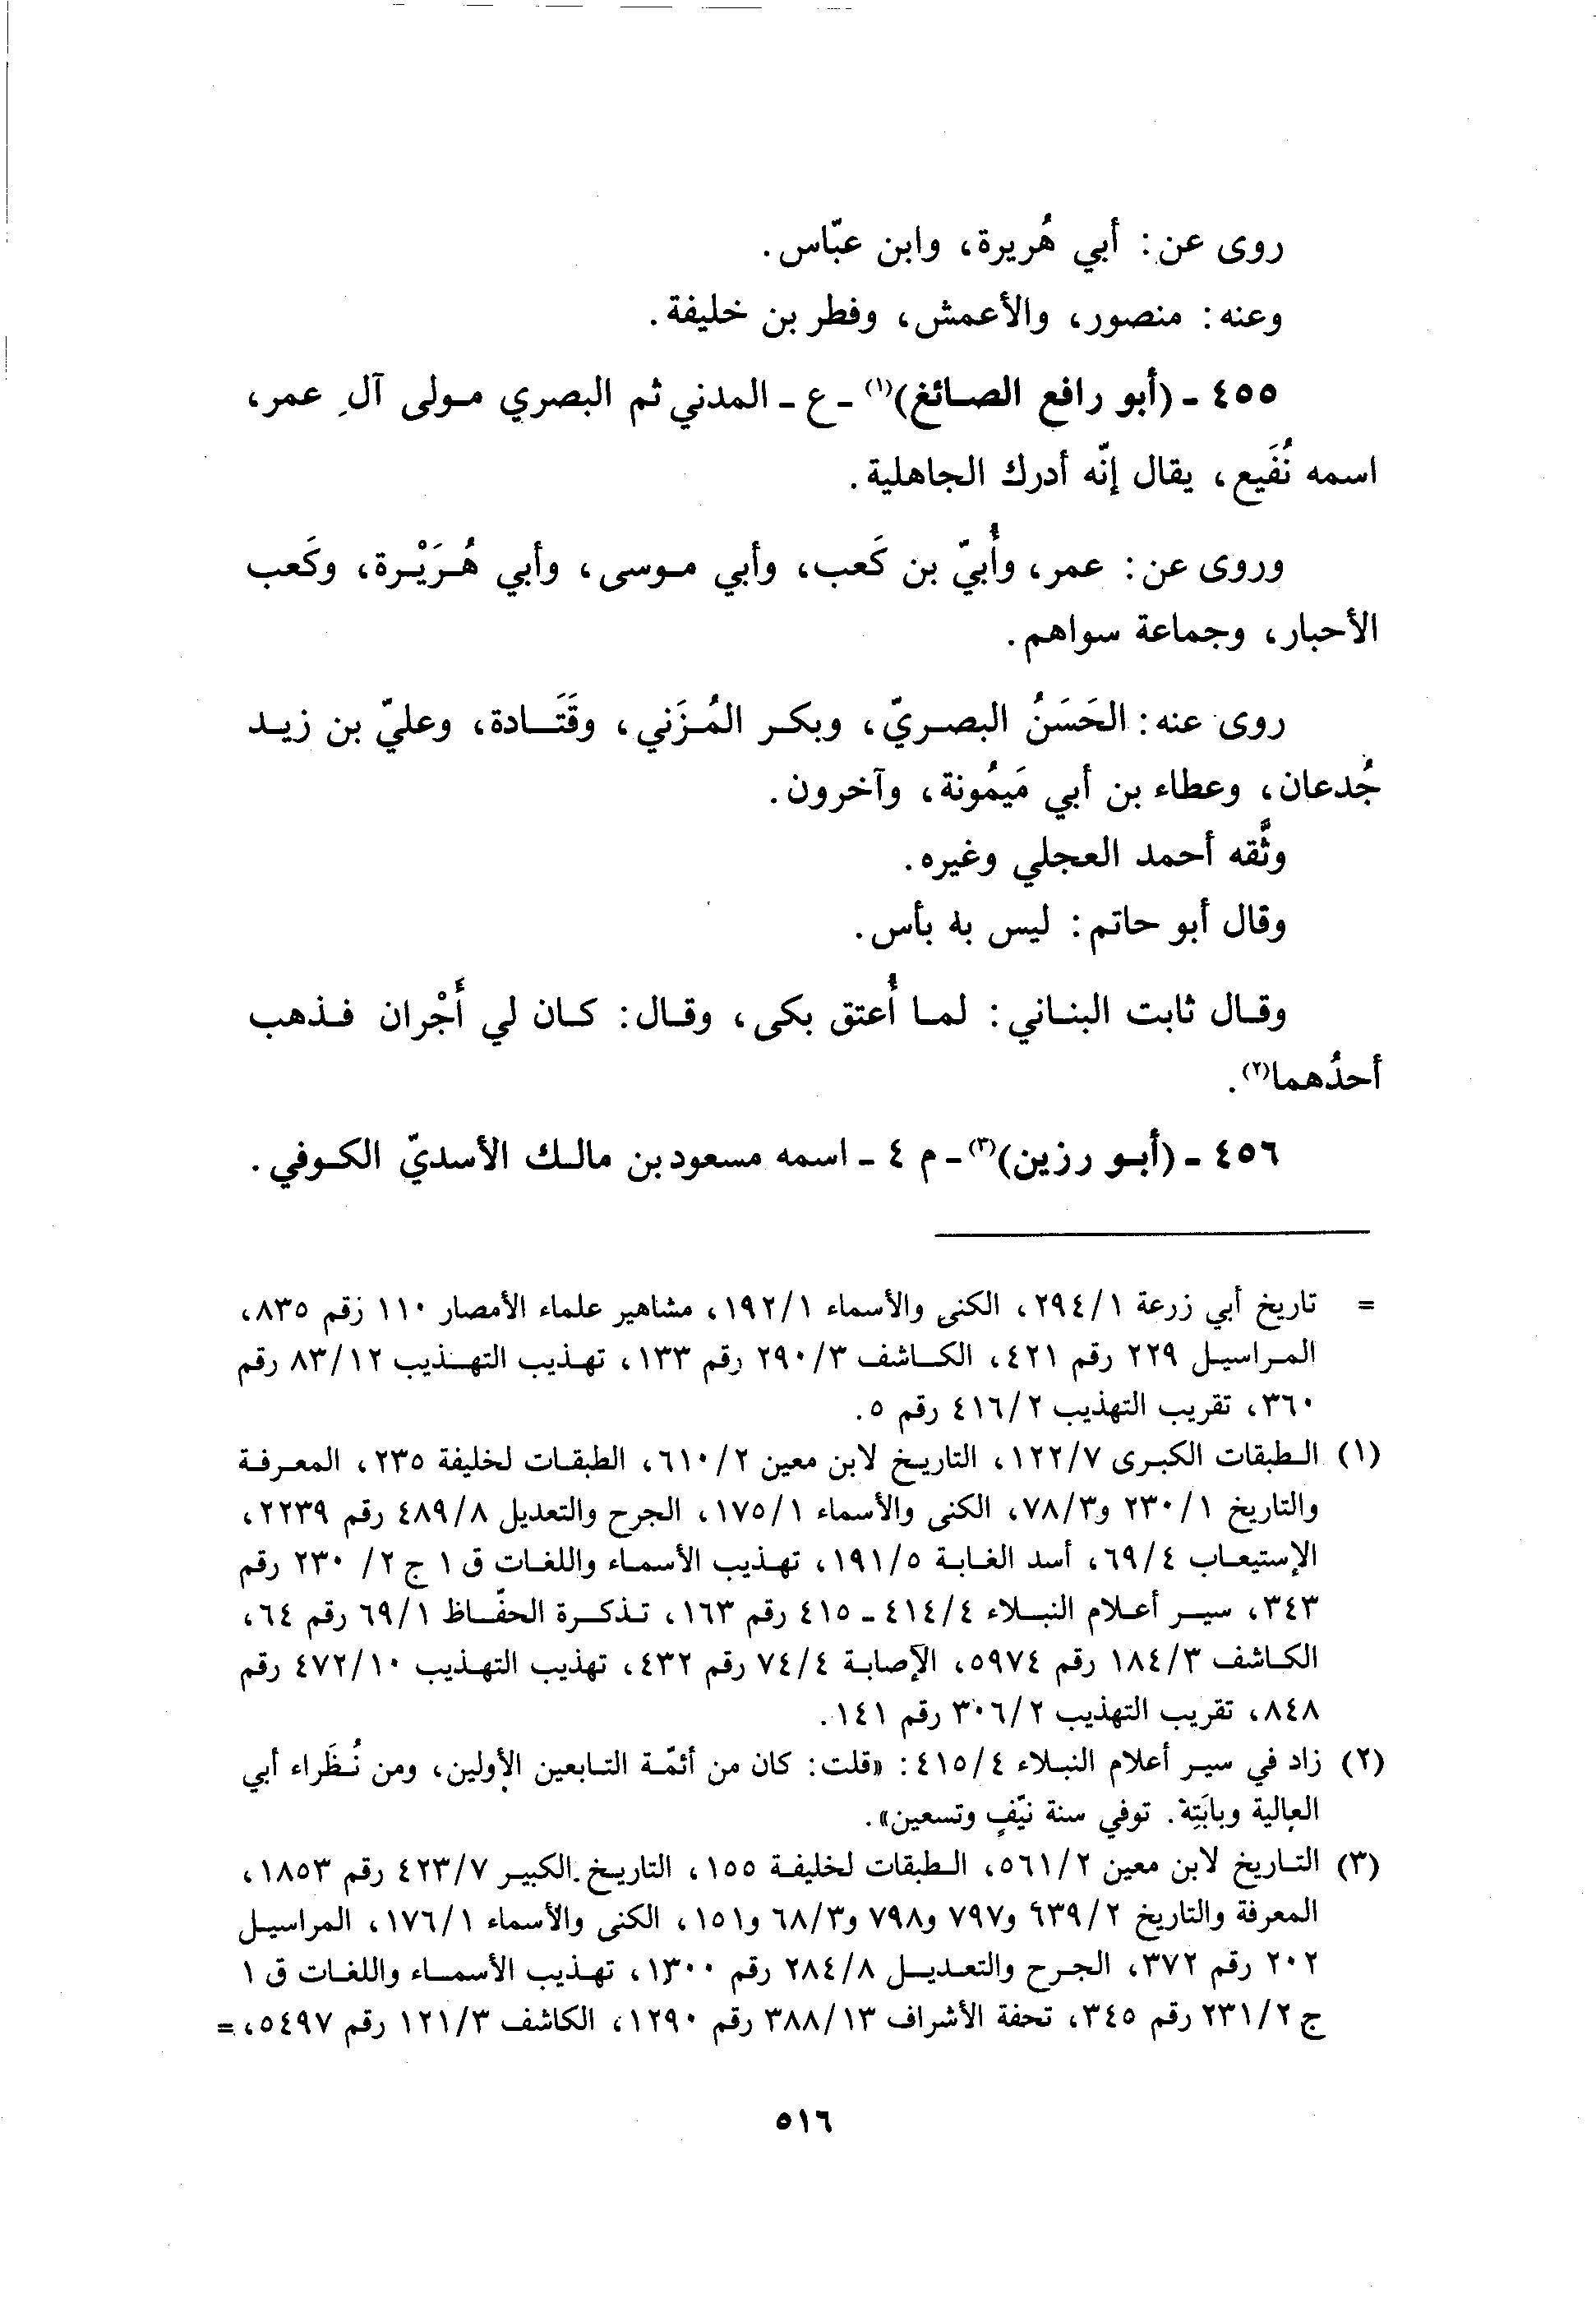 روى عن: أبي هُريرة، وابن عبّاس.
وعنه: منصور، والأعمش، وفطر بن خليفة.
٤٥٥ - (أبو رافع الصائغ)(١) - ع - المدني ثم البصري مولى آلِ عمر،
اسمه نُفَيع، يقال إنّه أدرك الجاهلية.
وروى عن: عمر، وأُبيّ بن كَعب، وأبي موسى، وأبي هُرَيْرة، وكَعب
الأحبار، وجماعة سواهم.
روى عنه: الحَسَنُ البصريّ، وبكر المُزَني، وقَتَادة، وعليّ بن زيد
جُدعان، وعطاء بن أبي مَيمُونة، وآخرون.
وثَّقه أحمد العجلي وغيره.
وقال أبو حاتم: ليس به بأس.
وقال ثابت البناني: لما أُعتق بكى، وقال: كان لي أَجْران فذهب
أحدُهما(٢).
٤٥٦ - (أبو رزين)(٣) - م ٤ - اسمه مسعود بن مالك الأسديّ الكوفي.
= تاريخ أبي زرعة ٢٩٤/١، الكنى والأسماء ١٩٢/١، مشاهير علماء الأمصار ١١٠ رقم ٨٣٥،
المراسيل ٢٢٩ رقم ٤٢١، الكاشف ٢٩٠/٣ رقم ١٣٣، تهذيب التهذيب ٨٣/١٢ رقم
٣٦٠، تقريب التهذيب ٤١٦/٢ رقم ٥.
(١) الطبقات الكبرى ١٢٢/٧، التاريخ لابن معين ٦١٠/٢، الطبقات لخليفة ٢٣٥، المعرفة
والتاريخ ٢٣٠/١ و٧٨/٣، الكنى والأسماء ١٧٥/١، الجرح والتعديل ٤٨٩/٨ رقم ٢٢٣٩،
الإستيعاب ٦٩/٤، أسد الغابة ١٩١/٥، تهذيب الأسماء واللغات ق ١ ج ٢/ ٢٣٠ رقم
٣٤٣، سير أعلام النبلاء ٤١٤/٤ - ٤١٥ رقم ١٦٣، تذكرة الحفّاظ ٦٩/١ رقم ٦٤،
الكاشف ١٨٤/٣ رقم ٥٩٧٤، الإصابة ٧٤/٤ رقم ٤٣٢، تهذيب التهذيب ٤٧٢/١٠ رقم
٨٤٨، تقريب التهذيب ٣٠٦/٢ رقم ١٤١.
(٢) زاد في سير أعلام النبلاء ٤١٥/٤: «قلت: كان من أئمّة التابعين الأولين، ومن نُظَراء أبي
العالية وبابَتِهِ. توفي سنة نيّفٍ وتسعين».
(٣) التاريخ لابن معين ٥٦١/٢، الطبقات لخليفة ١٥٥، التاريخ الكبير ٤٢٣/٧ رقم ١٨٥٣،
المعرفة والتاريخ ٦٣٩/٢ و٧٩٧ و٧٩٨ و٦٨/٣ و١٥١، الكنى والأسماء ١٧٦/١، المراسيل
٢٠٢ رقم ٣٧٢، الجرح والتعديل ٢٨٤/٨ رقم ١٣٠٠، تهذيب الأسماء واللغات ق ١
ج ٢٣١/٢ رقم ٣٤٥، تحفة الأشراف ٣٨٨/١٣ رقم ١٢٩٠، الكاشف ١٢١/٣ رقم ٥٤٩٧، =
٥١٦